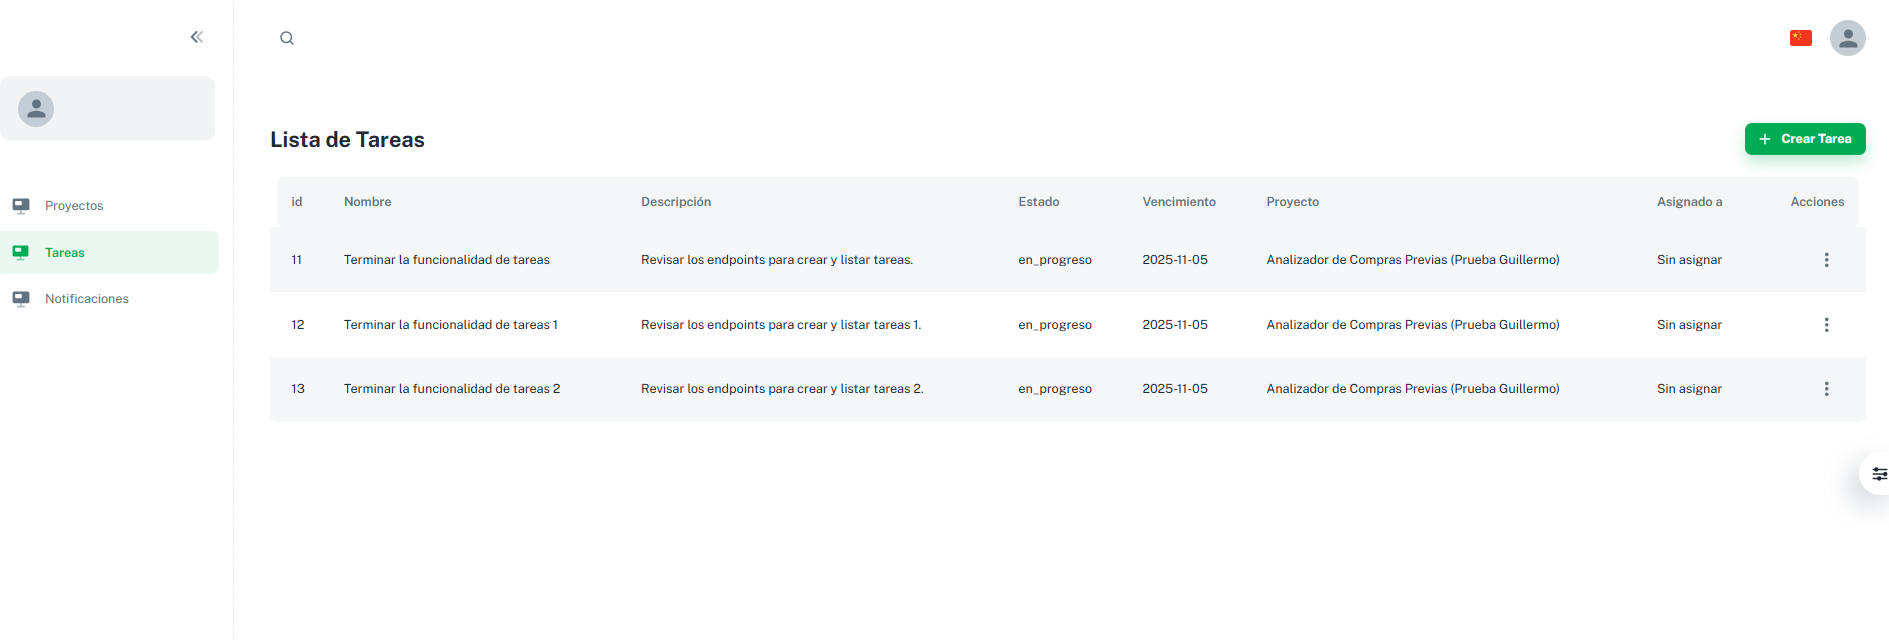 Lista de Tareas
Crear Tarea
id Nombre Descripción Estado Vencimiento Proyecto Asignado a Acciones
Proyectos
Tareas
Notificaciones
11 Terminar la funcionalidad de tareas Revisar los endpoints para crear y listar tareas. en_progreso 2025-11-05 Analizador de Compras Previas (Prueba Guillermo) Sin asignar
12 Terminar la funcionalidad de tareas 1 Revisar los endpoints para crear y listar tareas 1. en_progreso 2025-11-05 Analizador de Compras Previas (Prueba Guillermo) Sin asignar
13 Terminar la funcionalidad de tareas 2 Revisar los endpoints para crear y listar tareas 2. en_progreso 2025-11-05 Analizador de Compras Previas (Prueba Guillermo) Sin asignar